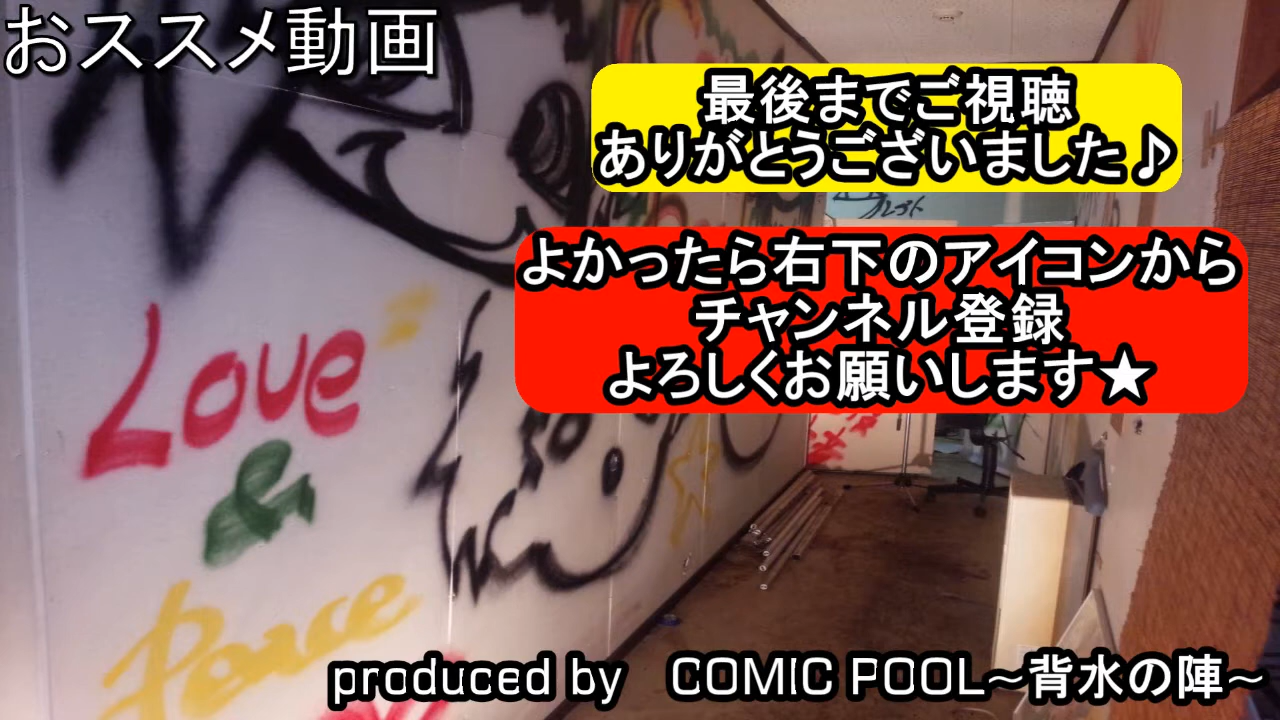 おススメ動画
最後までご視聴
ありがとうございました♪
よかったら右下のアイコンから
チャンネル登録
よろしくお願いします★
Love
&
Peace
produced by　COMIC POOL~背水の陣~